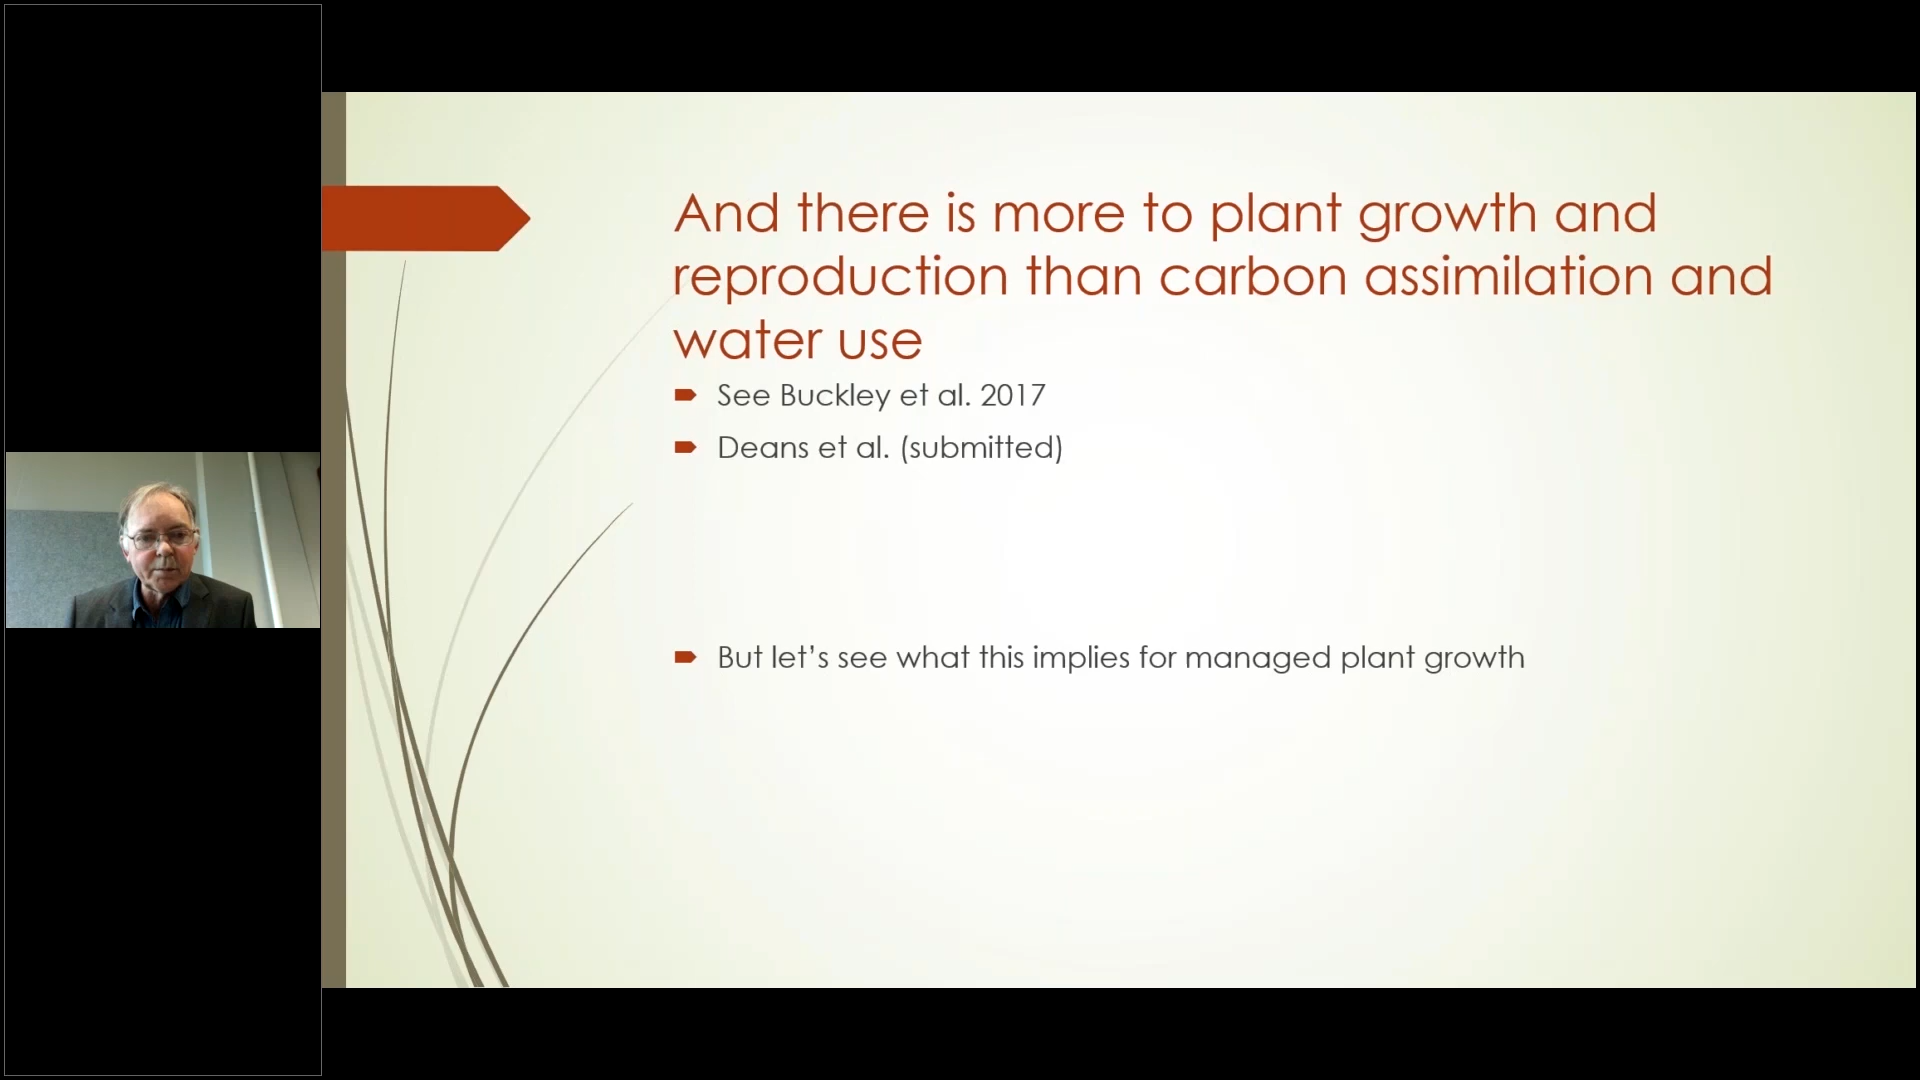 And there is more to plant growth and
reproduction than carbon assimilation and
water use
See Buckley et al. 2017
Deans et al. (submitted)
But let’s see what this implies for managed plant growth